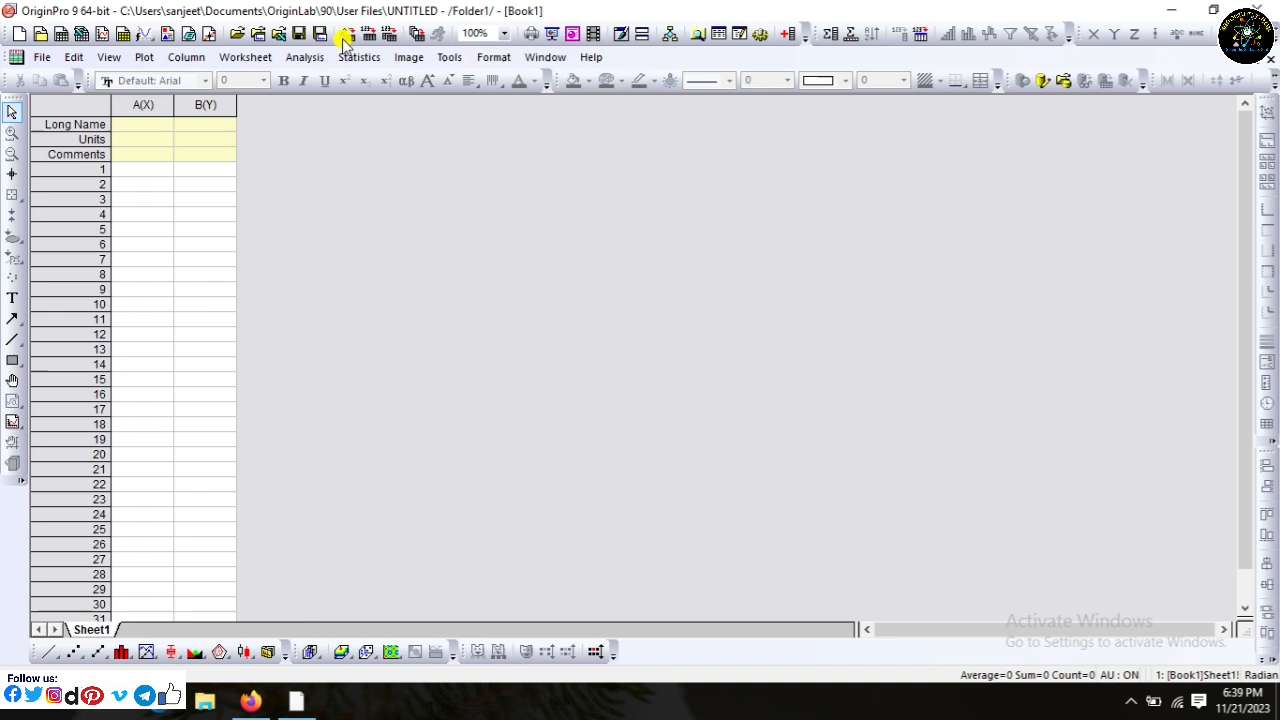 OriginPro 9 64-bit - C:\Users\sanjeet\Documents\OriginLab\90\User Files\UNTITLED - /Folder1/ - [Book1]
100%
File Edit View Plot Column Worksheet Analysis Statistics Image Tools Format Window Help
Default: Arial 0 B I U αβ A A A 0 0
A(X) B(Y)
Long Name
Units
Comments
1
2
3
4
5
6
7
8
9
10
11
12
13
14
15
16
17
18
19
20
21
22
23
24
25
26
27
28
29
30
31
Sheet1
Activate Windows
Go to Settings to activate Windows.
Average=0 Sum=0 Count=0 AU : ON 1: [Book1]Sheet1! Radian
Follow us:
6:39 PM
11/21/2023